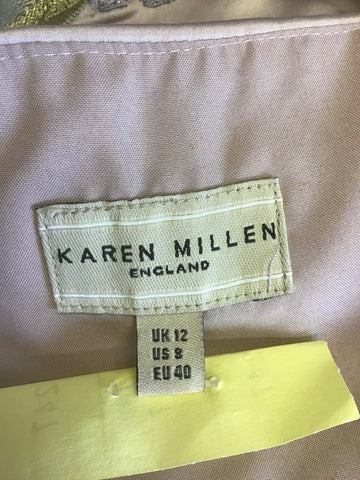 KAREN MILLEN
ENGLAND
UK 12
US 8
EU 40